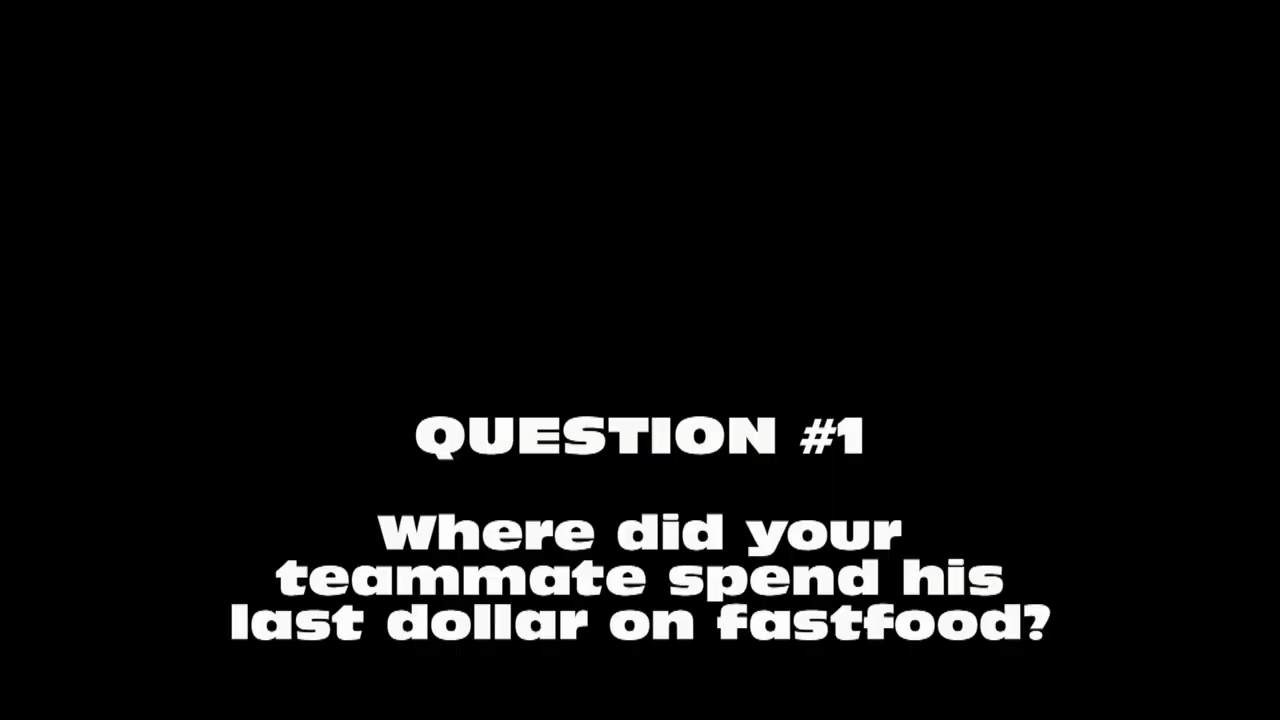 QUESTION #1
Where did your
teammate spend his
last dollar on fastfood?